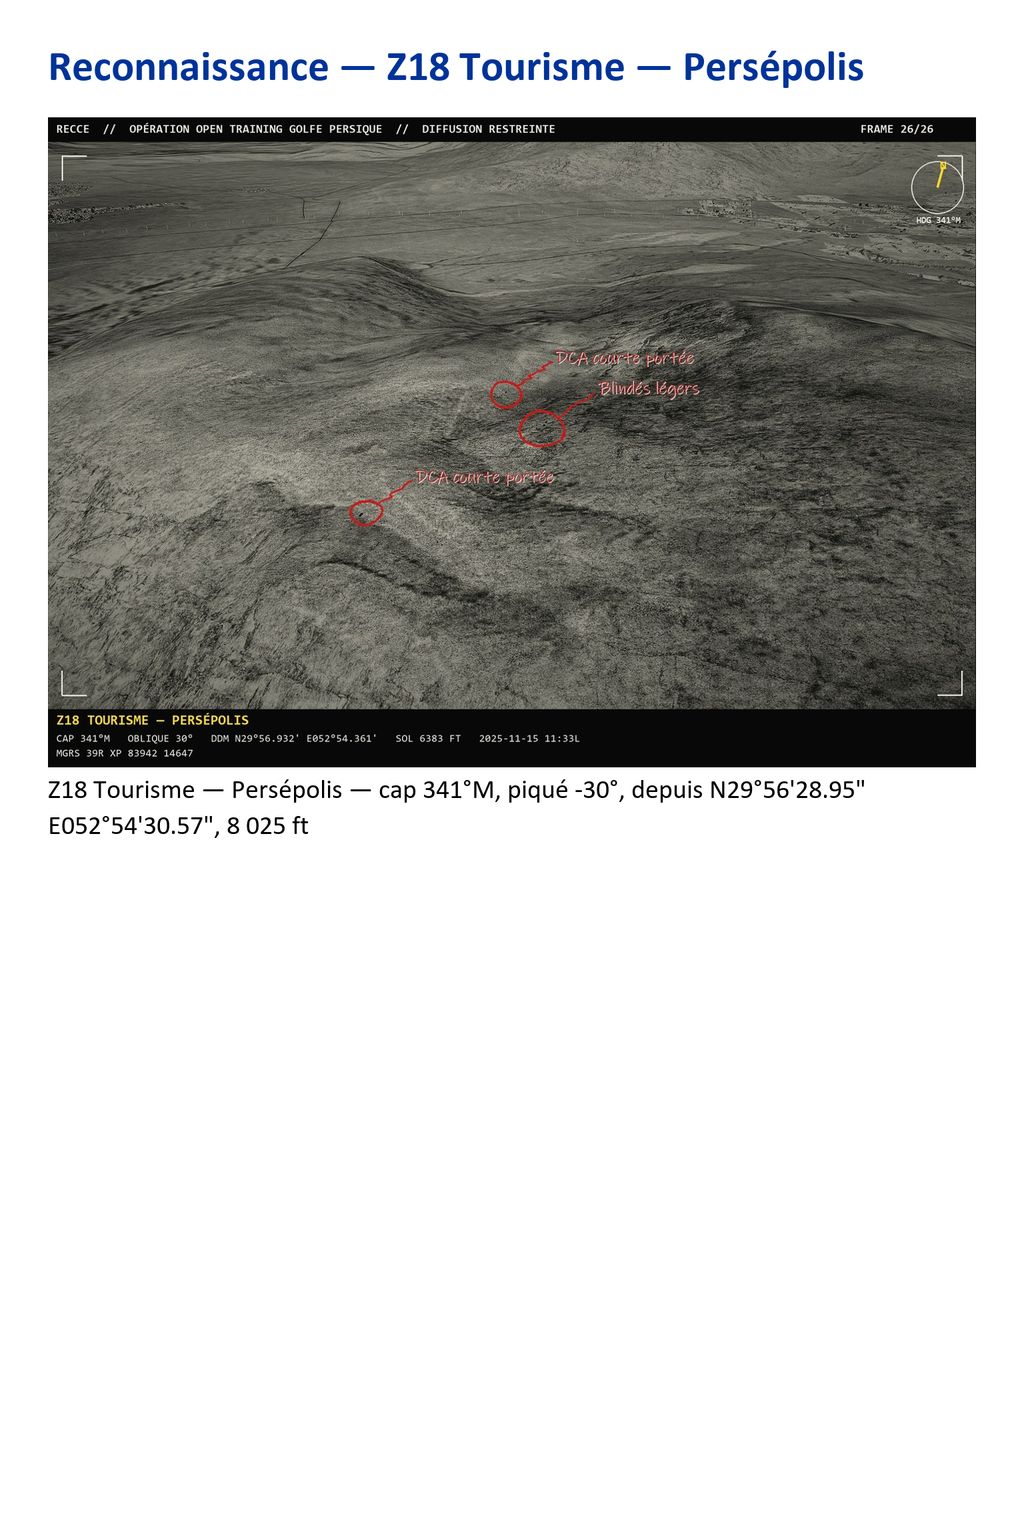 Reconnaissance — Z18 Tourisme — Persépolis
RECCE // OPÉRATION OPEN TRAINING GOLFE PERSIQUE // DIFFUSION RESTREINTE FRAME 26/26
N
HDG 341°M
DCA courte portée
Blindés légers
DCA courte portée
Z18 TOURISME — PERSÉPOLIS
CAP 341°M OBLIQUE 30° DDM N29°56.932' E052°54.361' SOL 6383 FT 2025-11-15 11:33L
MGRS 39R XP 83942 14647
Z18 Tourisme — Persépolis — cap 341°M, piqué -30°, depuis N29°56'28.95"
E052°54'30.57", 8 025 ft